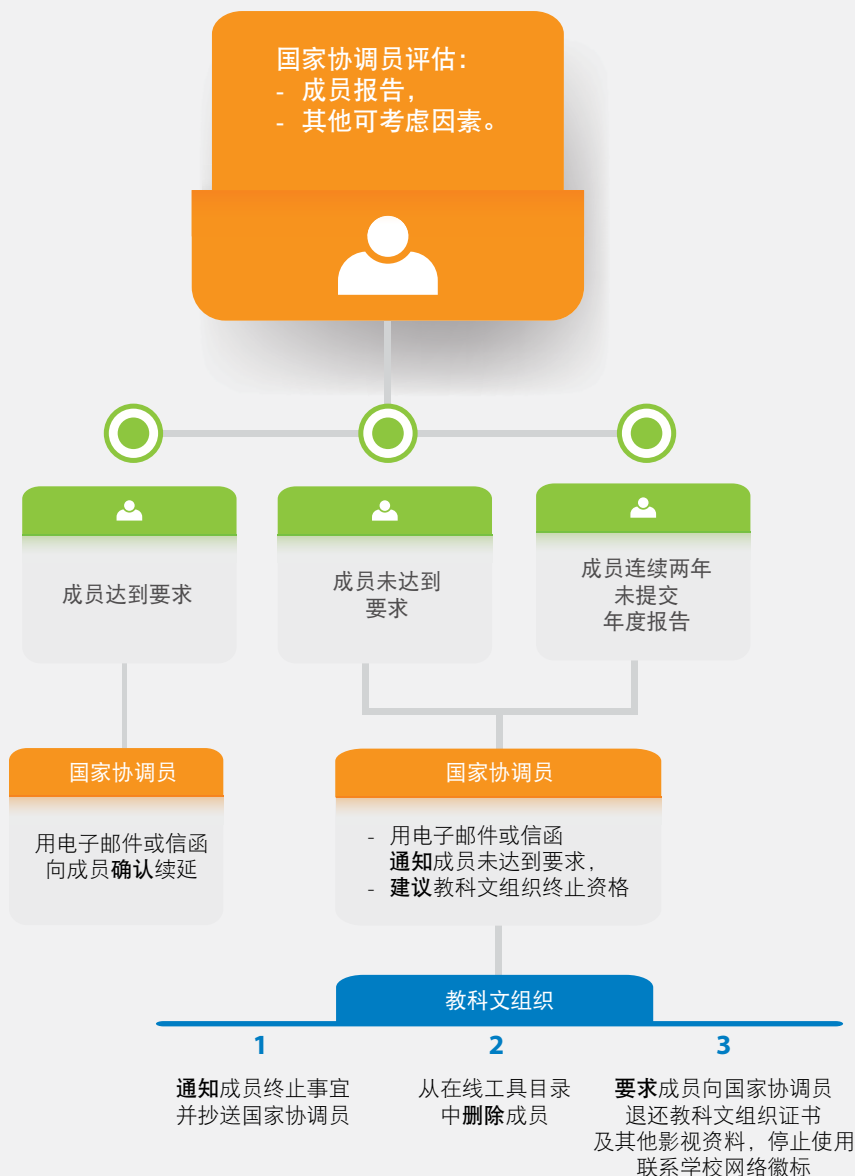 国家协调员评估：
- 成员报告，
- 其他可考虑因素。
成员达到要求
成员未达到
要求
成员连续两年
未提交
年度报告
国家协调员
用电子邮件或信函
向成员确认续延
国家协调员
- 用电子邮件或信函
通知成员未达到要求，
- 建议教科文组织终止资格
教科文组织
1
通知成员终止事宜
并抄送国家协调员
2
从在线工具目录
中删除成员
3
要求成员向国家协调员
退还教科文组织证书
及其他影视资料，停止使用
联系学校网络徽标